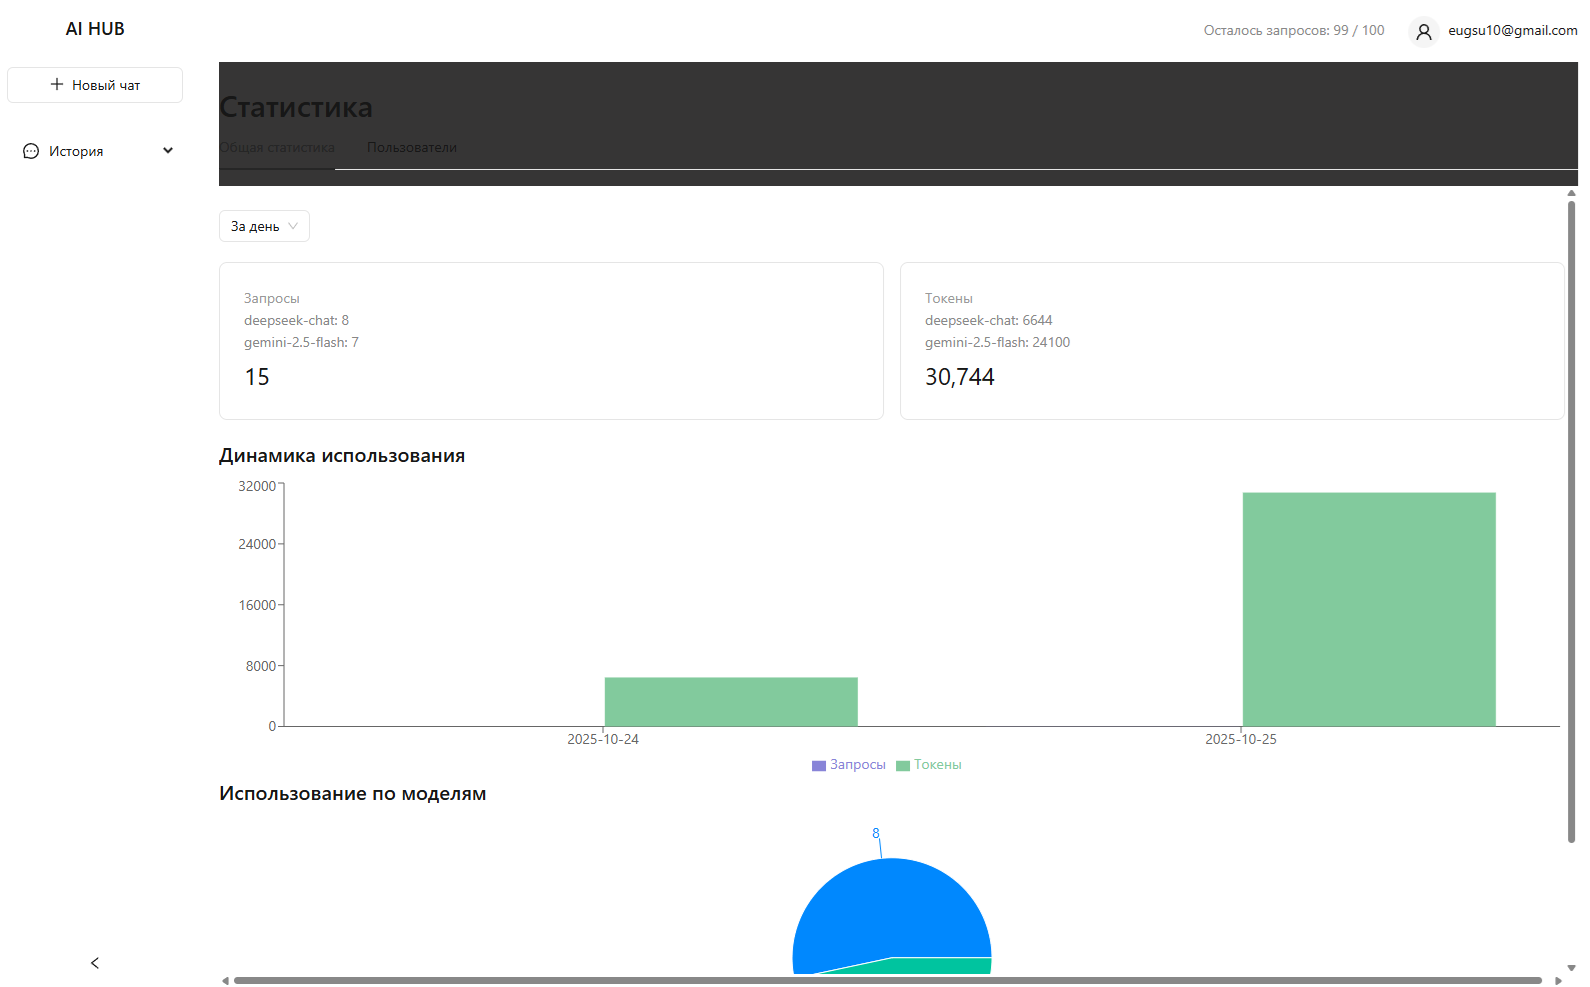 AI HUB
Осталось запросов: 99 / 100
eugsu10@gmail.com
Новый чат
История
Статистика
Общая статистика
Пользователи
За день
Запросы
deepseek-chat: 8
gemini-2.5-flash: 7
15
Токены
deepseek-chat: 6644
gemini-2.5-flash: 24100
30,744
Динамика использования
32000
24000
16000
8000
0
2025-10-24
2025-10-25
Запросы
Токены
Использование по моделям
8